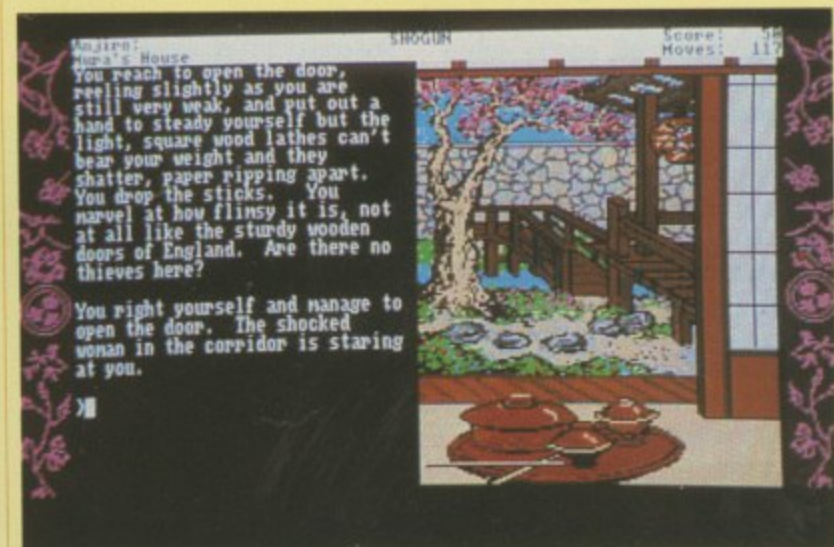 Anjiro: SHOGUN Score: 50
Mura's House Moves: 117
You reach to open the door,
reeling slightly as you are
still very weak, and put out a
hand to steady yourself but the
light, square wood lathes can't
bear your weight and they
shatter, paper ripping apart.
You drop the sticks. You
marvel at how flimsy it is, not
at all like the sturdy wooden
doors of England. Are there no
thieves here?
You right yourself and manage to
open the door. The shocked
woman in the corridor is staring
at you.
>